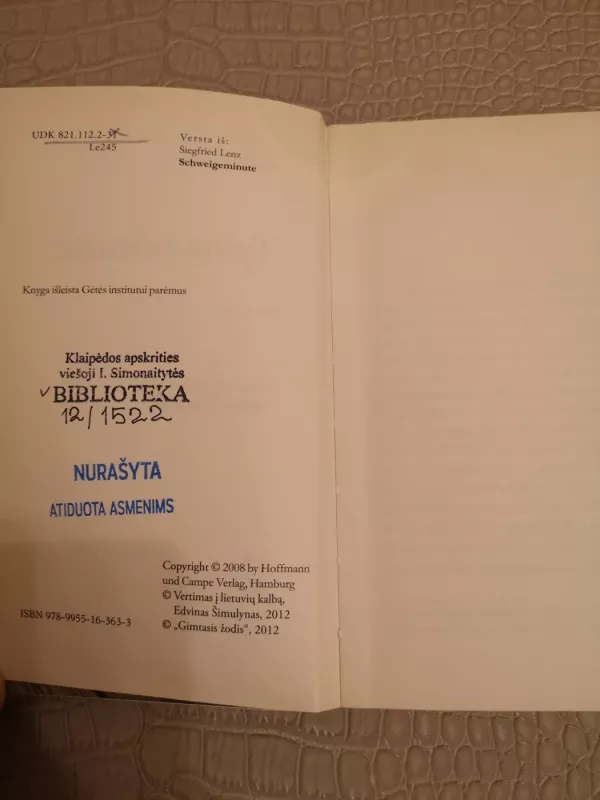 UDK 821.112.2-31
Le245
Versta iš:
Siegfried Lenz
Schweigeminute
Knyga išleista Gėtės institutui parėmus
Klaipėdos apskrities
viešoji I. Simonaitytės
BIBLIOTEKA
12/1522
NURAŠYTA
ATIDUOTA ASMENIMS
Copyright © 2008 by Hoffmann
und Campe Verlag, Hamburg
© Vertimas į lietuvių kalbą,
Edvinas Šimulynas, 2012
© „Gimtasis žodis", 2012
ISBN 978-9955-16-363-3